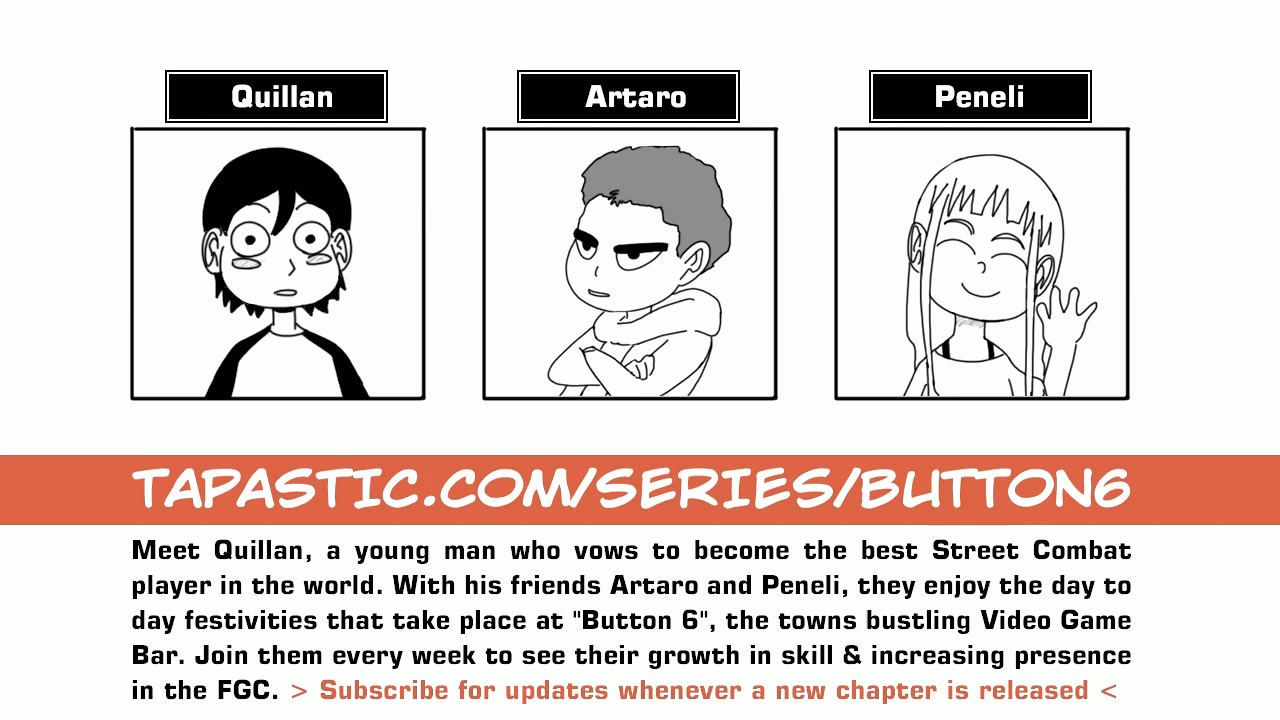 Quillan
Artaro
Peneli
TAPASTIC.COM/SERIES/BUTTON6
Meet Quillan, a young man who vows to become the best Street Combat
player in the world. With his friends Artaro and Peneli, they enjoy the day to
day festivities that take place at "Button 6", the towns bustling Video Game
Bar. Join them every week to see their growth in skill & increasing presence
in the FGC. > Subscribe for updates whenever a new chapter is released <